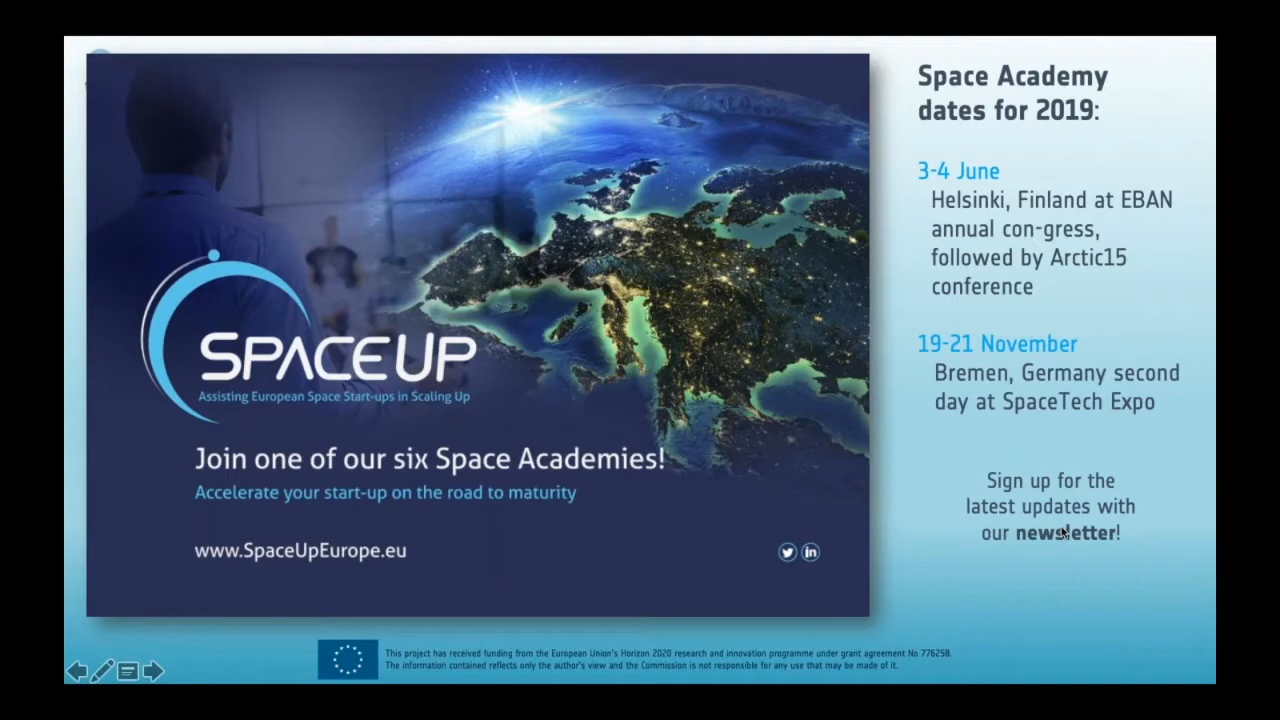 SPACEUP
Assisting European Space Start-ups in Scaling Up
Join one of our six Space Academies!
Accelerate your start-up on the road to maturity
www.SpaceUpEurope.eu
in
Space Academy
dates for 2019:
3-4 June
Helsinki, Finland at EBAN
annual con-gress,
followed by Arctic15
conference
19-21 November
Bremen, Germany second
day at SpaceTech Expo
Sign up for the
latest updates with
our newsletter!
This project has received funding from the European Union's Horizon 2020 research and innovation programme under grant agreement No 776258.
The information contained reflects only the author's view and the Commission is not responsible for any use that may be made of it.